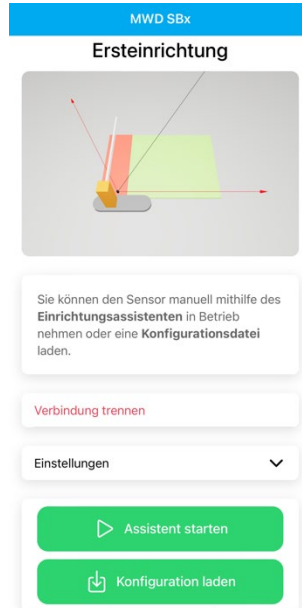 MWD SBx
Ersteinrichtung
Sie können den Sensor manuell mithilfe des
Einrichtungsassistenten in Betrieb
nehmen oder eine Konfigurationsdatei
laden.
Verbindung trennen
Einstellungen
Assistent starten
Konfiguration laden